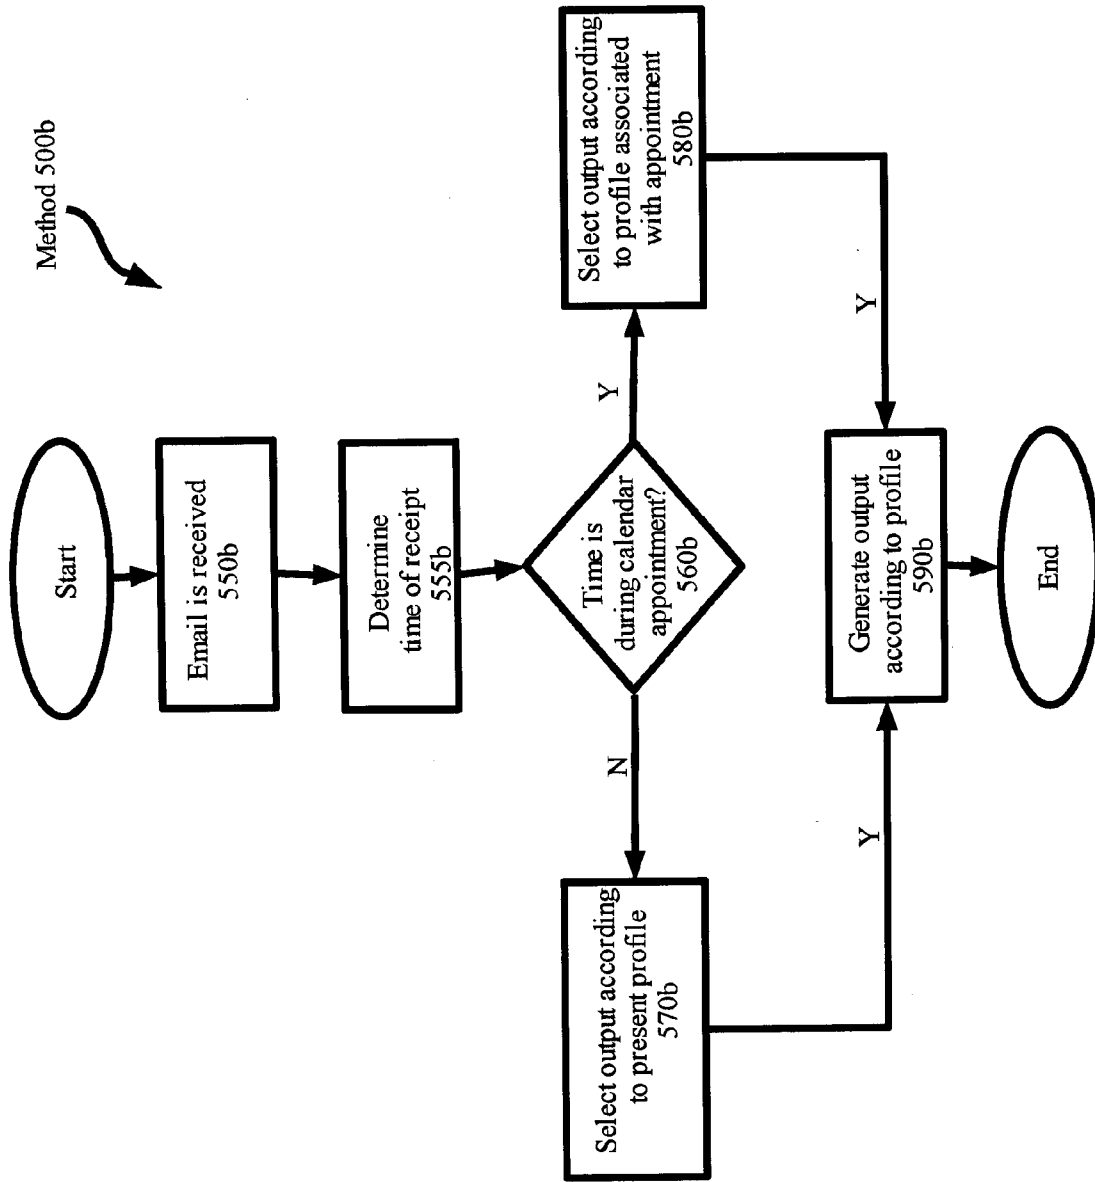 Method 500b
Start
Email is received
550b
Determine
time of receipt
555b
Time is
during calendar
appointment?
560b
N
Y
Select output according
to present profile
570b
Select output according
to profile associated
with appointment
580b
Y
Y
Generate output
according to profile
590b
End